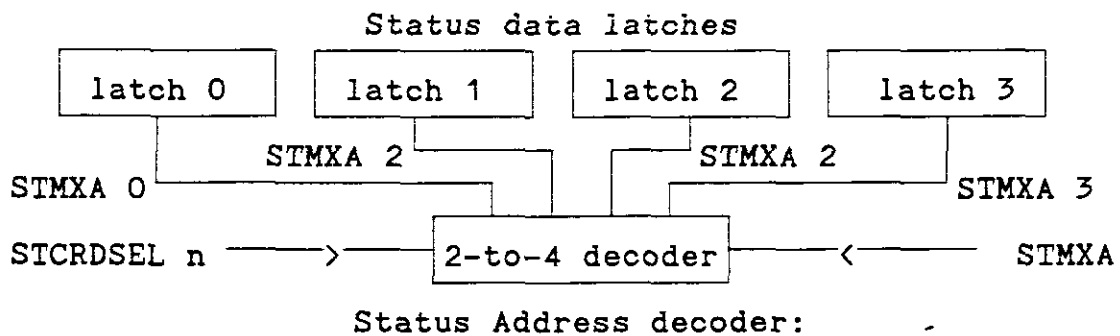 Status data latches
latch 0 latch 1 latch 2 latch 3
STMXA 2 STMXA 2
STMXA 0 STMXA 3
STCRDSEL n 2-to-4 decoder STMXA
Status Address decoder: